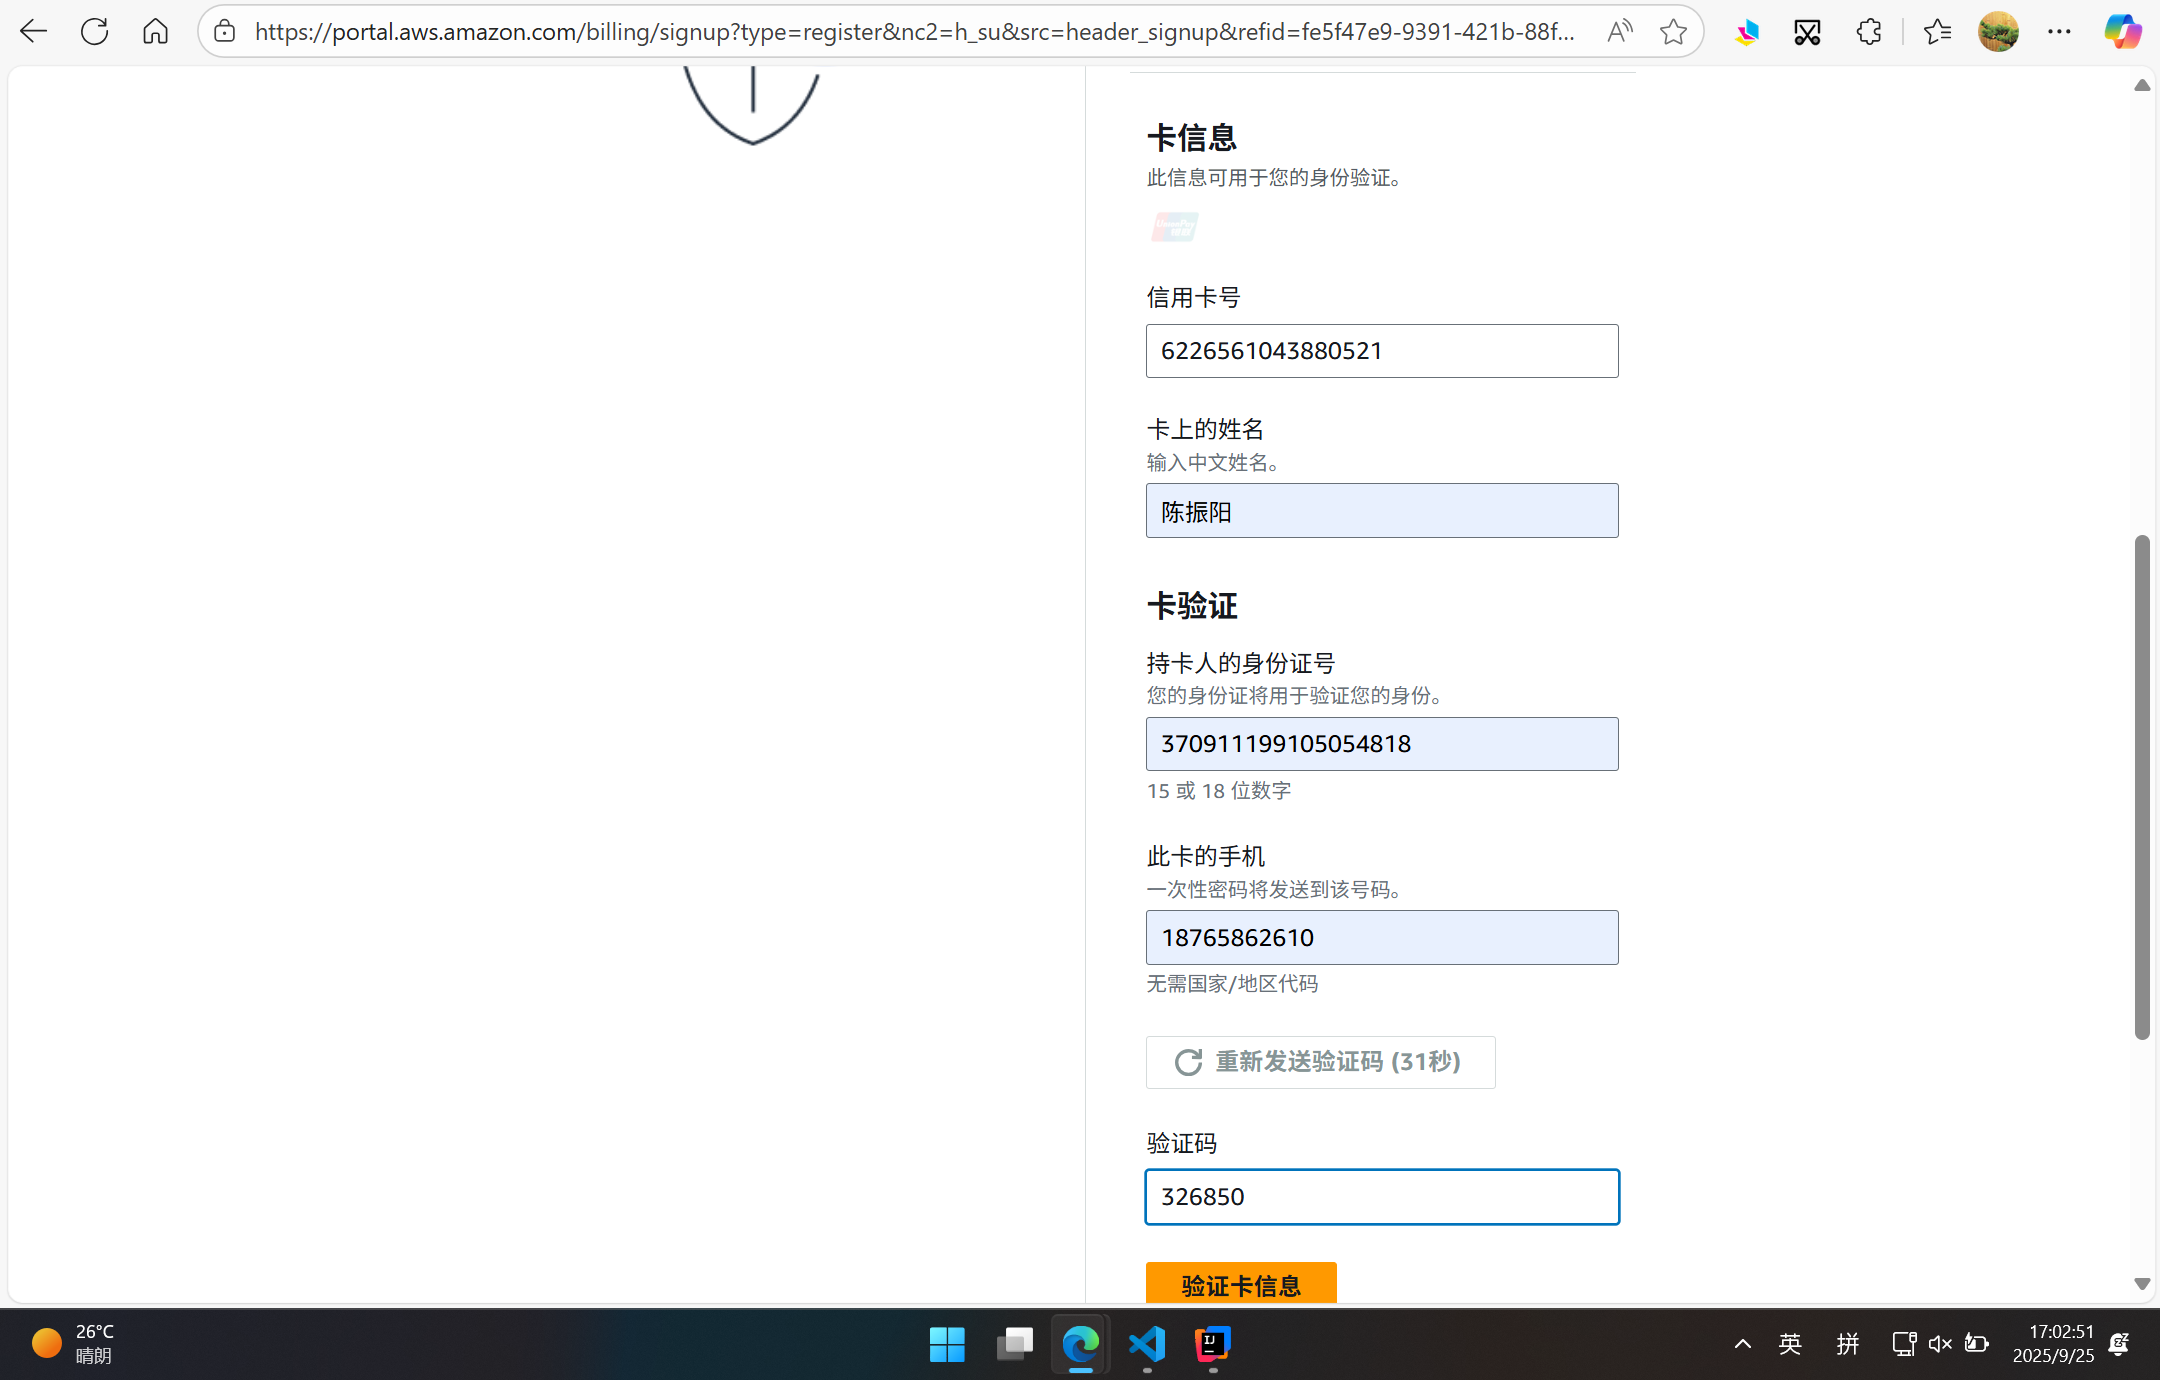 https://portal.aws.amazon.com/billing/signup?type=register&nc2=h_su&src=header_signup&refid=fe5f47e9-9391-421b-88f...
卡信息
此信息可用于您的身份验证。
UnionPay
银联
信用卡号
6226561043880521
卡上的姓名
输入中文姓名。
陈振阳
卡验证
持卡人的身份证号
您的身份证将用于验证您的身份。
370911199105054818
15 或 18 位数字
此卡的手机
一次性密码将发送到该号码。
18765862610
无需国家/地区代码
重新发送验证码 (31秒)
验证码
326850
验证卡信息
26°C
晴朗
英
拼
17:02:51
2025/9/25